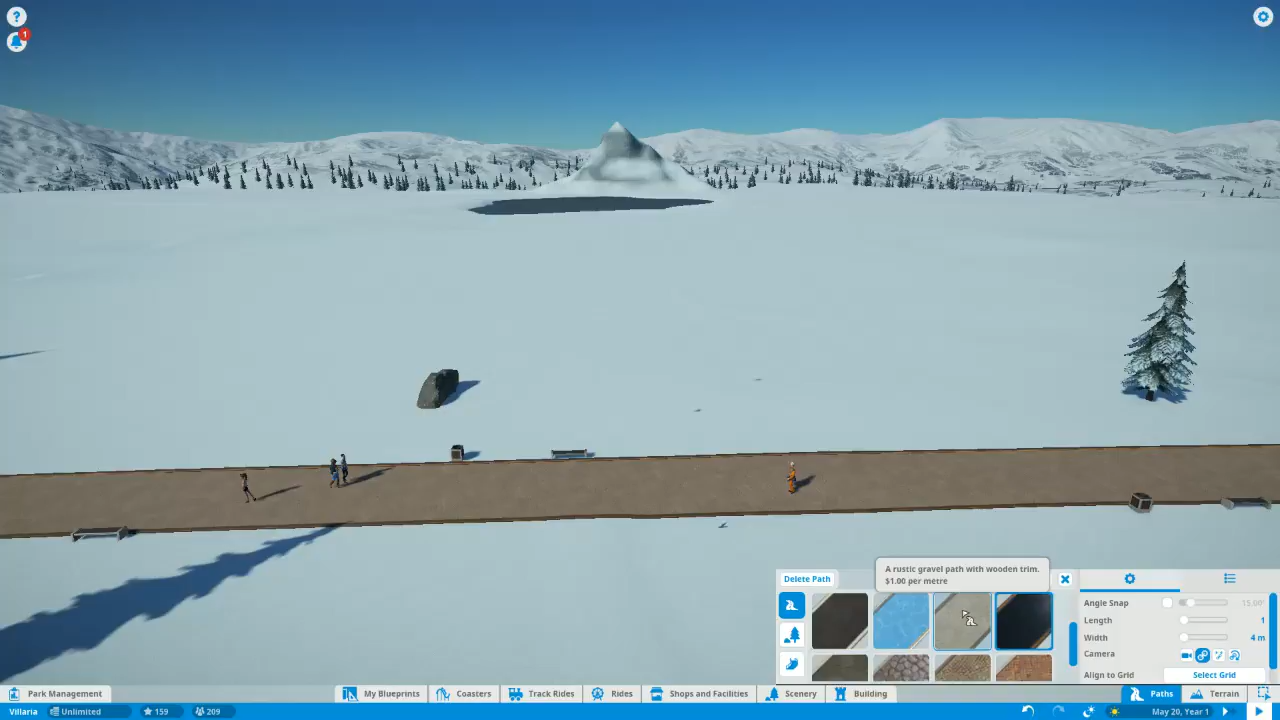 ?
1
A rustic gravel path with wooden trim.
$1.00 per metre
Delete Path
Angle Snap
15.00°
Length
1
Width
4 m
Camera
Align to Grid
Select Grid
Park Management
My Blueprints
Coasters
Track Rides
Rides
Shops and Facilities
Scenery
Building
Paths
Terrain
Villaria
Unlimited
159
209
May 20, Year 1